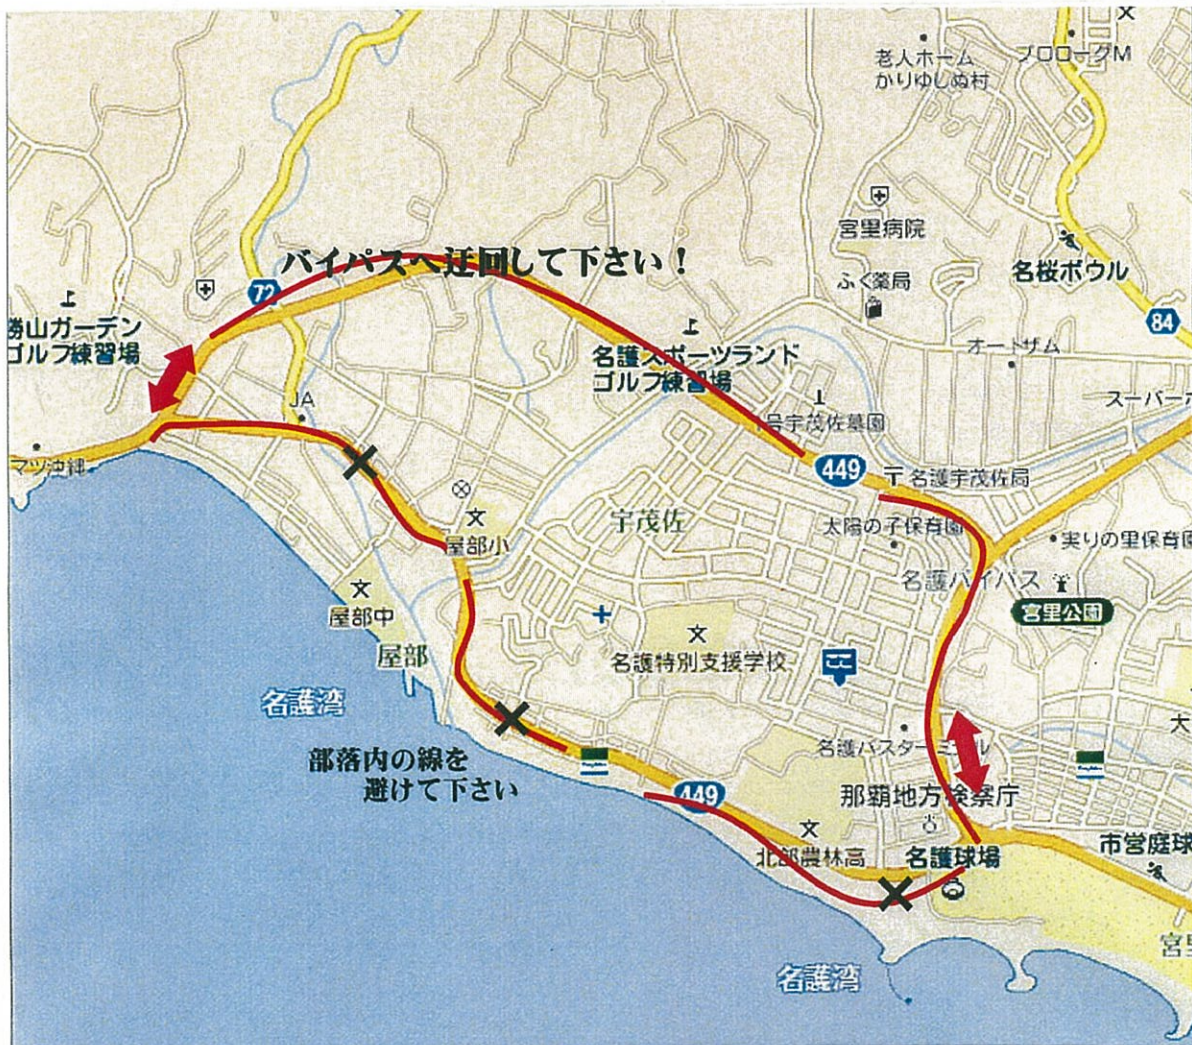 老人ホーム
かりゆしぬ村
プロローグM
宮里病院
名桜ボウル
バイパスへ迂回して下さい！
ふく薬局
72
84
勝山ガーデン
ゴルフ練習場
名護スポーツランド
ゴルフ練習場
オートザム
JA
号宇茂佐墓園
スーパー
マツ沖縄
449
〒名護宇茂佐局
宇茂佐
太陽の子保育園
屋部小
実りの里保育園
名護バイパス
屋部中
宮里公園
屋部
名護特別支援学校
名護湾
大
名護バスターミナル
部落内の線を
避けて下さい
449
那覇地方検察庁
北部農林高
名護球場
市営庭球
宮里
名護湾